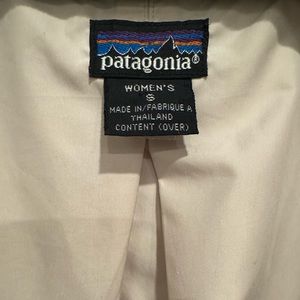 patagonia®
WOMEN'S
S
MADE IN/FABRIQUE A
THAILAND
CONTENT (OVER)